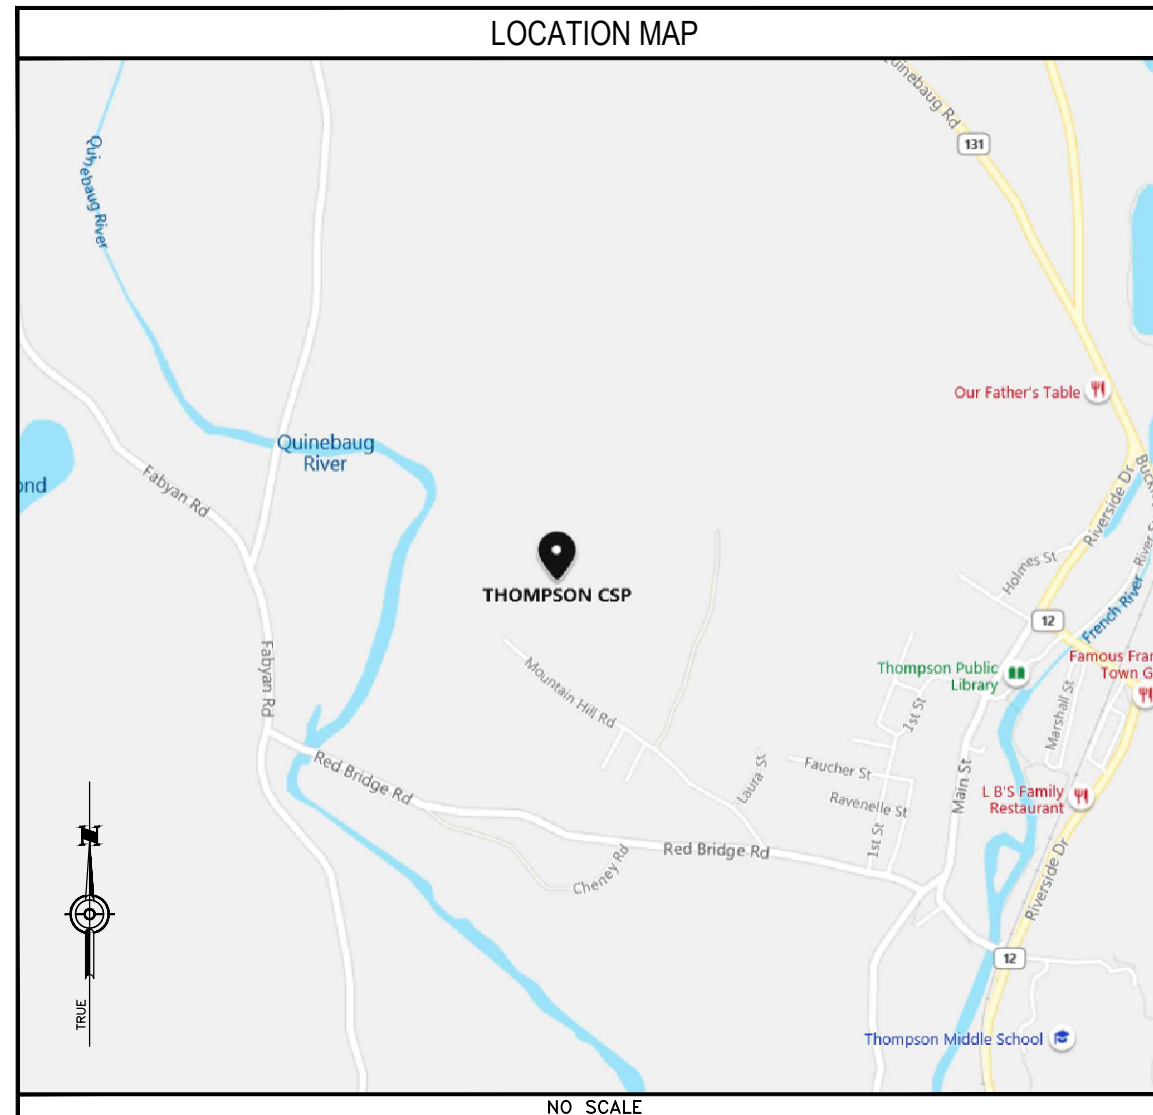 LOCATION MAP
Quinebaug Rd
131
Quinebaug River
Our Father's Table
Quinebaug
River
Fabyan Rd
Riverside Dr
THOMPSON CSP
Holmes St
12
French River
Thompson Public
Library
Fabyan Rd
Mountain Hill Rd
1st St
Marshall St
Red Bridge Rd
Laura St
Faucher St
Ravenelle St
Main St
L B'S Family
Restaurant
1st St
Red Bridge Rd
Cheney Rd
Riverside Dr
12
N
TRUE
Thompson Middle School
NO SCALE